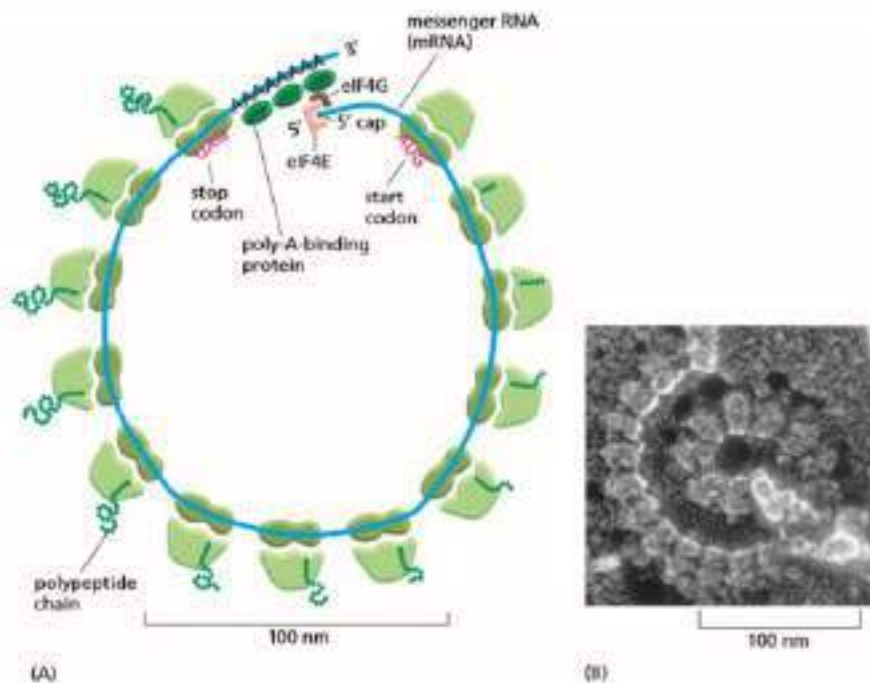 messenger RNA
(mRNA)
3'
AAAAAAAA
eIF4G
5'
5' cap
eIF4E
stop
codon
start
codon
poly-A-binding
protein
polypeptide
chain
100 nm
100 nm
(A)
(B)